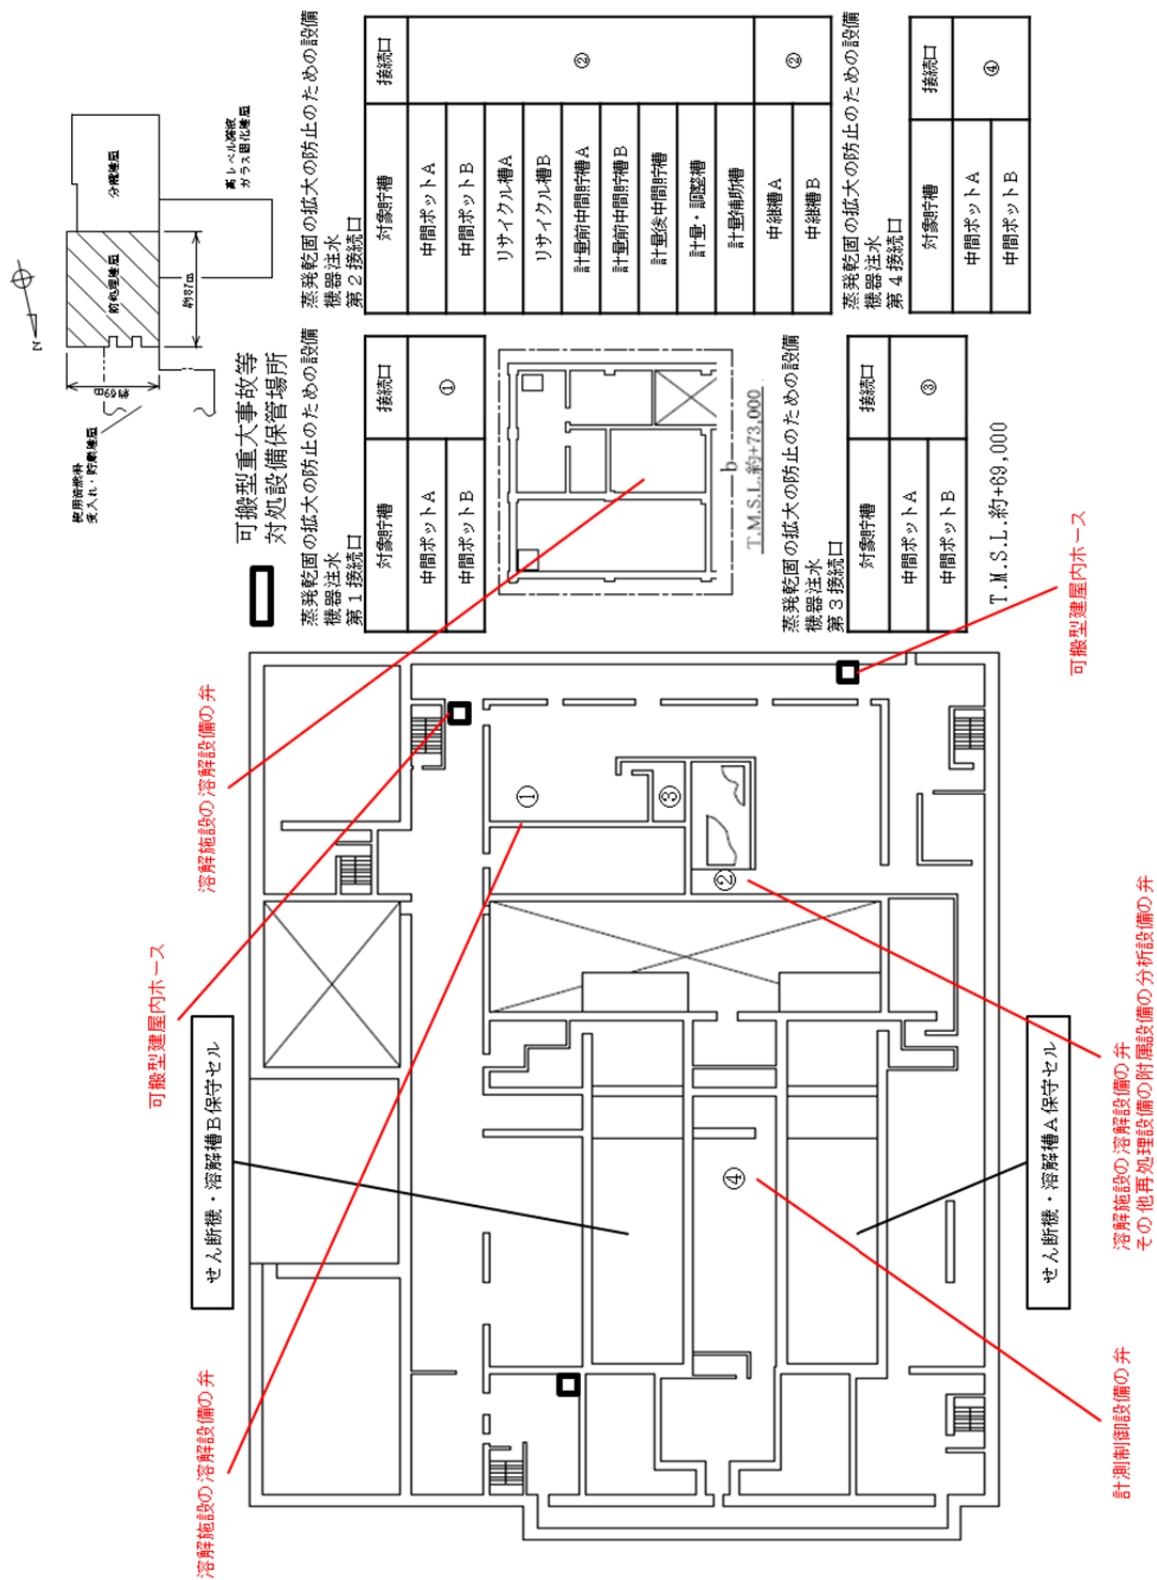 使用済燃料
受入れ・貯蔵建屋
前処理建屋
分離建屋
高レベル廃液
ガラス固化建屋
約69m
約87m
N
可搬型重大事故等
対処設備保管場所
蒸発乾固の拡大の防止のための設備
機器注水
第1接続口
対象貯槽
接続口
中間ポットA
中間ポットB
①
蒸発乾固の拡大の防止のための設備
機器注水
第2接続口
対象貯槽
接続口
中間ポットA
中間ポットB
リサイクル槽A
リサイクル槽B
計量前中間貯槽A
計量前中間貯槽B
計量後中間貯槽
計量・調整槽
計量補助槽
②
中継槽A
中継槽B
②
b
T.M.S.L.約+73,000
蒸発乾固の拡大の防止のための設備
機器注水
第3接続口
対象貯槽
接続口
中間ポットA
中間ポットB
③
蒸発乾固の拡大の防止のための設備
機器注水
第4接続口
対象貯槽
接続口
中間ポットA
中間ポットB
④
T.M.S.L.約+69,000
溶解施設の溶解設備の弁
可搬型建屋内ホース
せん断機・溶解槽B保守セル
溶解施設の溶解設備の弁
①
③
②
④
可搬型建屋内ホース
せん断機・溶解槽A保守セル
溶解施設の溶解設備の弁
その他再処理設備の附属設備の分析設備の弁
計測制御設備の弁